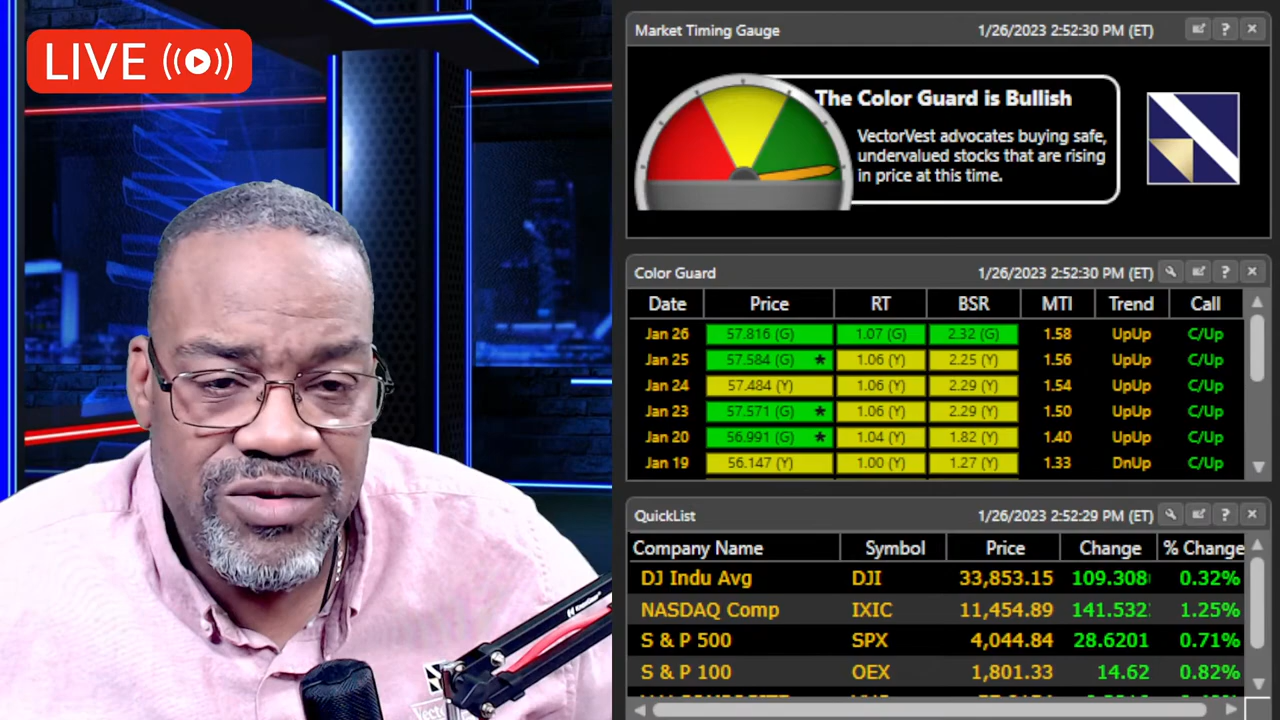 LIVE
Market Timing Gauge 1/26/2023 2:52:30 PM (ET)
The Color Guard is Bullish
VectorVest advocates buying safe,
undervalued stocks that are rising
in price at this time.
Color Guard 1/26/2023 2:52:30 PM (ET)
Date Price RT BSR MTI Trend Call
Jan 26 57.816 (G) 1.07 (G) 2.32 (G) 1.58 UpUp C/Up
Jan 25 57.584 (G) * 1.06 (Y) 2.25 (Y) 1.56 UpUp C/Up
Jan 24 57.484 (Y) 1.06 (Y) 2.29 (Y) 1.54 UpUp C/Up
Jan 23 57.571 (G) * 1.06 (Y) 2.29 (Y) 1.50 UpUp C/Up
Jan 20 56.991 (G) * 1.04 (Y) 1.82 (Y) 1.40 UpUp C/Up
Jan 19 56.147 (Y) 1.00 (Y) 1.27 (Y) 1.33 DnUp C/Up
QuickList 1/26/2023 2:52:29 PM (ET)
Company Name Symbol Price Change % Change
DJ Indu Avg DJI 33,853.15 109.308 0.32%
NASDAQ Comp IXIC 11,454.89 141.532 1.25%
S & P 500 SPX 4,044.84 28.6201 0.71%
S & P 100 OEX 1,801.33 14.62 0.82%